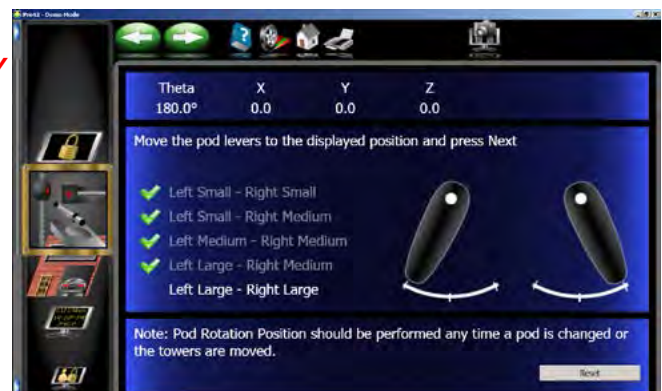 Pro42 - Demo Mode
Theta X Y Z
180.0° 0.0 0.0 0.0
Move the pod levers to the displayed position and press Next
Left Small - Right Small
Left Small - Right Medium
Left Medium - Right Medium
Left Large - Right Medium
Left Large - Right Large
Note: Pod Rotation Position should be performed any time a pod is changed or
the towers are moved.
Reset